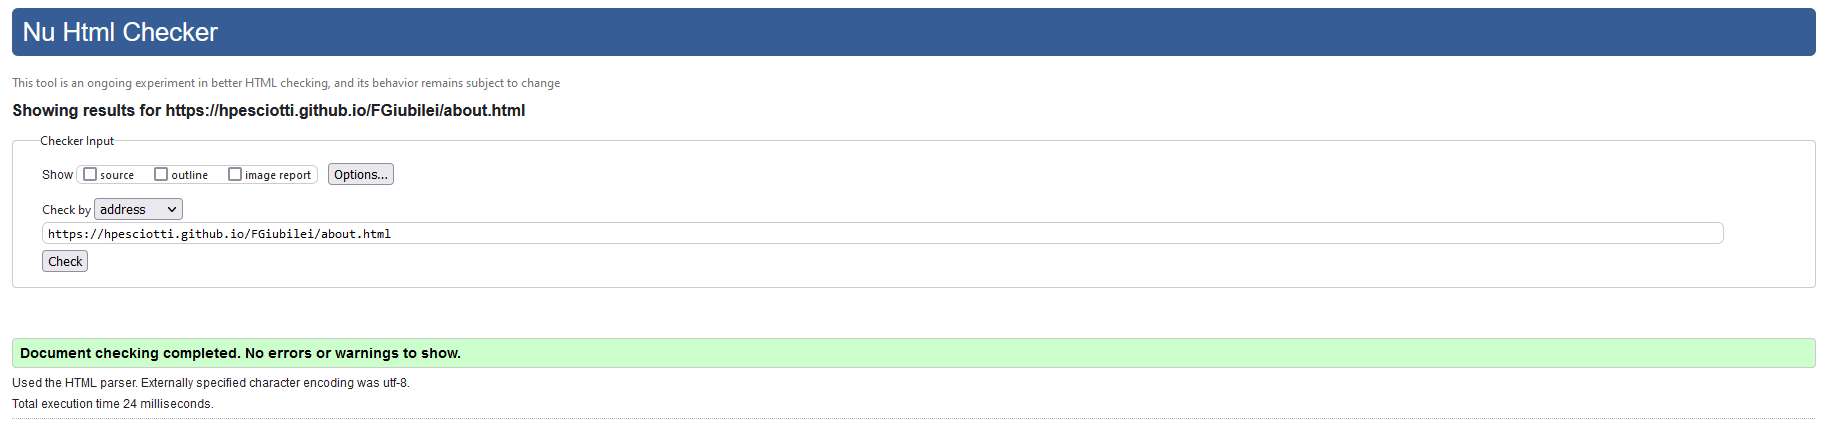 Nu Html Checker
This tool is an ongoing experiment in better HTML checking, and its behavior remains subject to change
Showing results for https://hpesciotti.github.io/FGiubilei/about.html
Checker Input
Show source outline image report Options...
Check by address
https://hpesciotti.github.io/FGiubilei/about.html
Check
Document checking completed. No errors or warnings to show.
Used the HTML parser. Externally specified character encoding was utf-8.
Total execution time 24 milliseconds.